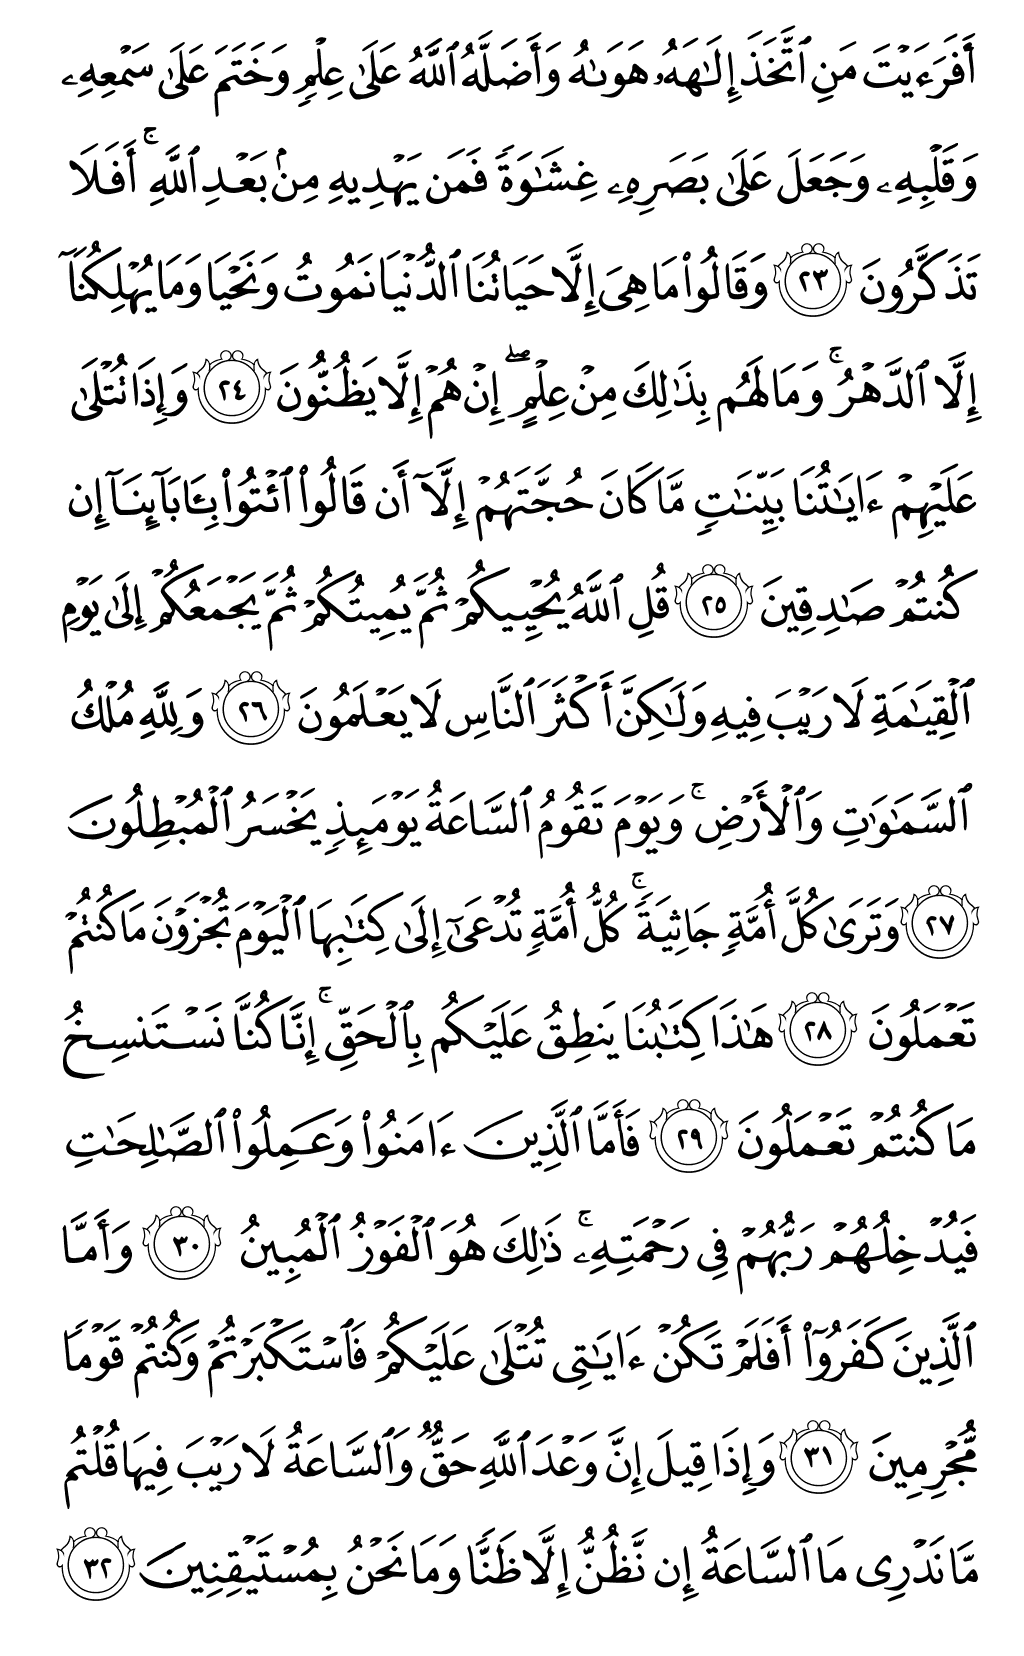 أَفَرَءَيْتَ مَنِ ٱتَّخَذَ إِلَٰهَهُۥ هَوَىٰهُ وَأَضَلَّهُ ٱللَّهُ عَلَىٰ عِلْمٍ وَخَتَمَ عَلَىٰ سَمْعِهِۦ
وَقَلْبِهِۦ وَجَعَلَ عَلَىٰ بَصَرِهِۦ غِشَٰوَةً فَمَن يَهْدِيهِ مِنۢ بَعْدِ ٱللَّهِ ۚ أَفَلَا
تَذَكَّرُونَ ٢٣ وَقَالُوا۟ مَا هِىَ إِلَّا حَيَاتُنَا ٱلدُّنْيَا نَمُوتُ وَنَحْيَا وَمَا يُهْلِكُنَآ
إِلَّا ٱلدَّهْرُ ۚ وَمَا لَهُم بِذَٰلِكَ مِنْ عِلْمٍ ۖ إِنْ هُمْ إِلَّا يَظُنُّونَ ٢٤ وَإِذَا تُتْلَىٰ
عَلَيْهِمْ ءَايَٰتُنَا بَيِّنَٰتٍ مَّا كَانَ حُجَّتَهُمْ إِلَّآ أَن قَالُوا۟ ٱئْتُوا۟ بِـَٔابَآئِنَآ إِن
كُنتُمْ صَٰدِقِينَ ٢٥ قُلِ ٱللَّهُ يُحْيِيكُمْ ثُمَّ يُمِيتُكُمْ ثُمَّ يَجْمَعُكُمْ إِلَىٰ يَوْمِ
ٱلْقِيَٰمَةِ لَا رَيْبَ فِيهِ وَلَٰكِنَّ أَكْثَرَ ٱلنَّاسِ لَا يَعْلَمُونَ ٢٦ وَلِلَّهِ مُلْكُ
ٱلسَّمَٰوَٰتِ وَٱلْأَرْضِ ۚ وَيَوْمَ تَقُومُ ٱلسَّاعَةُ يَوْمَئِذٍ يَخْسَرُ ٱلْمُبْطِلُونَ
٢٧ وَتَرَىٰ كُلَّ أُمَّةٍ جَاثِيَةً ۚ كُلُّ أُمَّةٍ تُدْعَىٰٓ إِلَىٰ كِتَٰبِهَا ٱلْيَوْمَ تُجْزَوْنَ مَا كُنتُمْ
تَعْمَلُونَ ٢٨ هَٰذَا كِتَٰبُنَا يَنطِقُ عَلَيْكُم بِٱلْحَقِّ ۚ إِنَّا كُنَّا نَسْتَنسِخُ
مَا كُنتُمْ تَعْمَلُونَ ٢٩ فَأَمَّا ٱلَّذِينَ ءَامَنُوا۟ وَعَمِلُوا۟ ٱلصَّٰلِحَٰتِ
فَيُدْخِلُهُمْ رَبُّهُمْ فِى رَحْمَتِهِۦ ۚ ذَٰلِكَ هُوَ ٱلْفَوْزُ ٱلْمُبِينُ ٣٠ وَأَمَّا
ٱلَّذِينَ كَفَرُوٓا۟ أَفَلَمْ تَكُنْ ءَايَٰتِى تُتْلَىٰ عَلَيْكُمْ فَٱسْتَكْبَرْتُمْ وَكُنتُمْ قَوْمًا
مُّجْرِمِينَ ٣١ وَإِذَا قِيلَ إِنَّ وَعْدَ ٱللَّهِ حَقٌّ وَٱلسَّاعَةُ لَا رَيْبَ فِيهَا قُلْتُم
مَّا نَدْرِى مَا ٱلسَّاعَةُ إِن نَّظُنُّ إِلَّا ظَنًّا وَمَا نَحْنُ بِمُسْتَيْقِنِينَ ٣٢